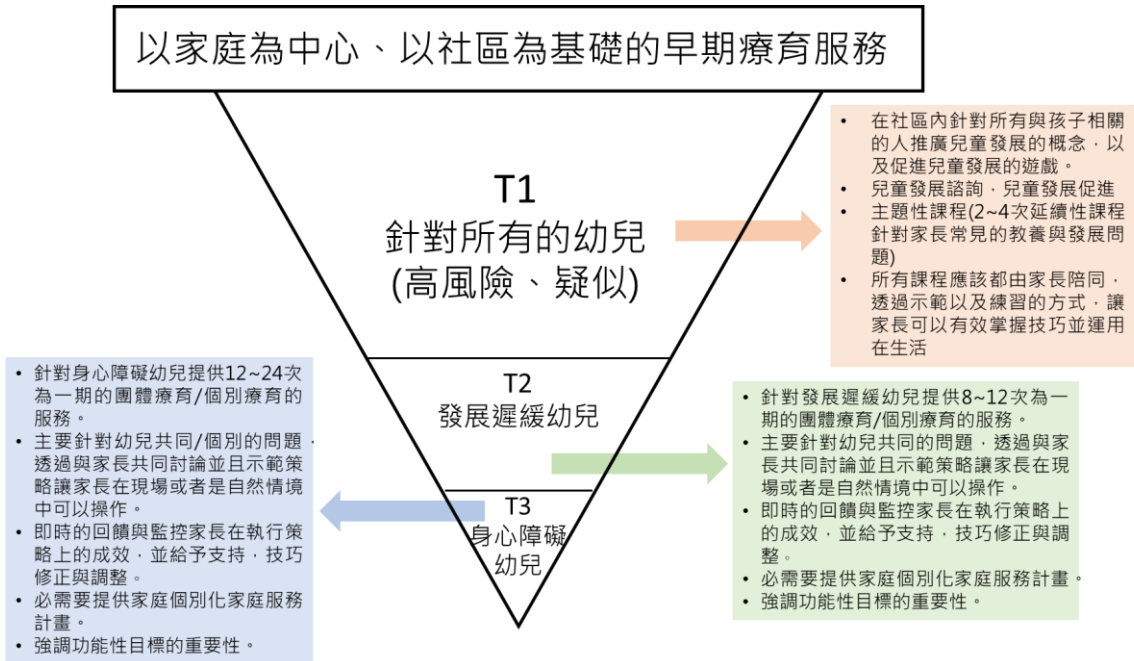 以家庭為中心、以社區為基礎的早期療育服務
T1
針對所有的幼兒
(高風險、疑似)
• 在社區內針對所有與孩子相關
的人推廣兒童發展的概念，以
及促進兒童發展的遊戲。
• 兒童發展諮詢，兒童發展促進
• 主題性課程(2~4次延續性課程
針對家長常見的教養與發展問
題)
• 所有課程應該都由家長陪同，
透過示範以及練習的方式，讓
家長可以有效掌握技巧並運用
在生活
T2
發展遲緩幼兒
• 針對發展遲緩幼兒提供8~12次為一
期的團體療育/個別療育的服務。
• 主要針對幼兒共同的問題，透過與家
長共同討論並且示範策略讓家長在現
場或者是自然情境中可以操作。
• 即時的回饋與監控家長在執行策略上
的成效，並給予支持，技巧修正與調
整。
• 必需要提供家庭個別化家庭服務計畫。
• 強調功能性目標的重要性。
T3
身心障礙
幼兒
• 針對身心障礙幼兒提供12~24次
為一期的團體療育/個別療育的
服務。
• 主要針對幼兒共同/個別的問題，
透過與家長共同討論並且示範策
略讓家長在現場或者是自然情境
中可以操作。
• 即時的回饋與監控家長在執行策
略上的成效，並給予支持，技巧
修正與調整。
• 必需要提供家庭個別化家庭服務
計畫。
• 強調功能性目標的重要性。